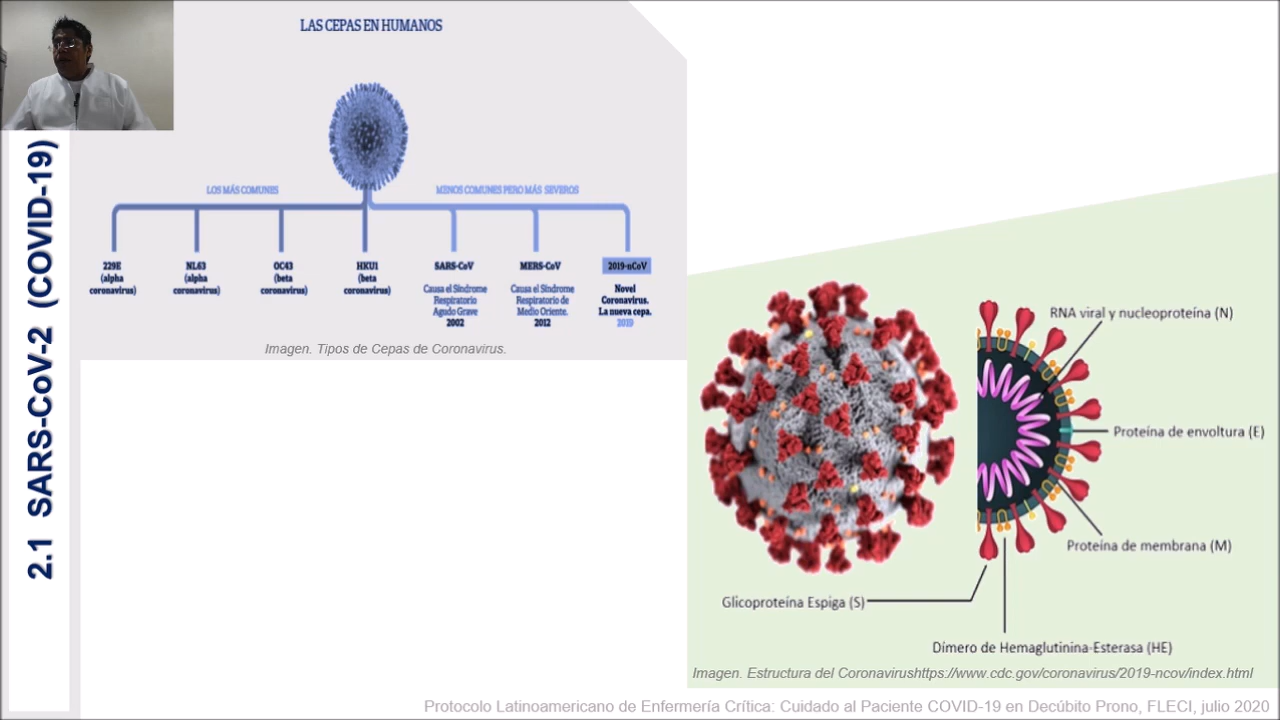 LAS CEPAS EN HUMANOS
LOS MÁS COMUNES
MENOS COMUNES PERO MÁS SEVEROS
229E
(alpha
coronavirus)
NL63
(alpha
coronavirus)
OC43
(beta
coronavirus)
HKU1
(beta
coronavirus)
SARS-CoV
Causa el Síndrome
Respiratorio
Agudo Grave
2002
MERS-CoV
Causa el Síndrome
Respiratorio de
Medio Oriente.
2012
2019-nCoV
Novel
Coronavirus.
La nueva cepa.
2019
Imagen. Tipos de Cepas de Coronavirus.
2.1 SARS-CoV-2 (COVID-19)
RNA viral y nucleoproteína (N)
Proteína de envoltura (E)
Proteína de membrana (M)
Glicoproteína Espiga (S)
Dímero de Hemaglutinina-Esterasa (HE)
Imagen. Estructura del Coronavirushttps://www.cdc.gov/coronavirus/2019-ncov/index.html
Protocolo Latinoamericano de Enfermería Crítica: Cuidado al Paciente COVID-19 en Decúbito Prono, FLECI, julio 2020